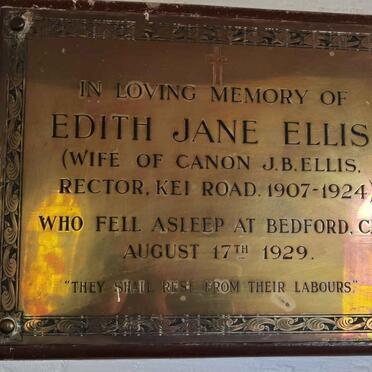 IN LOVING MEMORY OF
EDITH JANE ELLIS
(WIFE OF CANON J.B. ELLIS.
RECTOR, KEI ROAD. 1907-1924)
WHO FELL ASLEEP AT BEDFORD, C
AUGUST 17TH 1929.
"THEY SHALL REST FROM THEIR LABOURS."